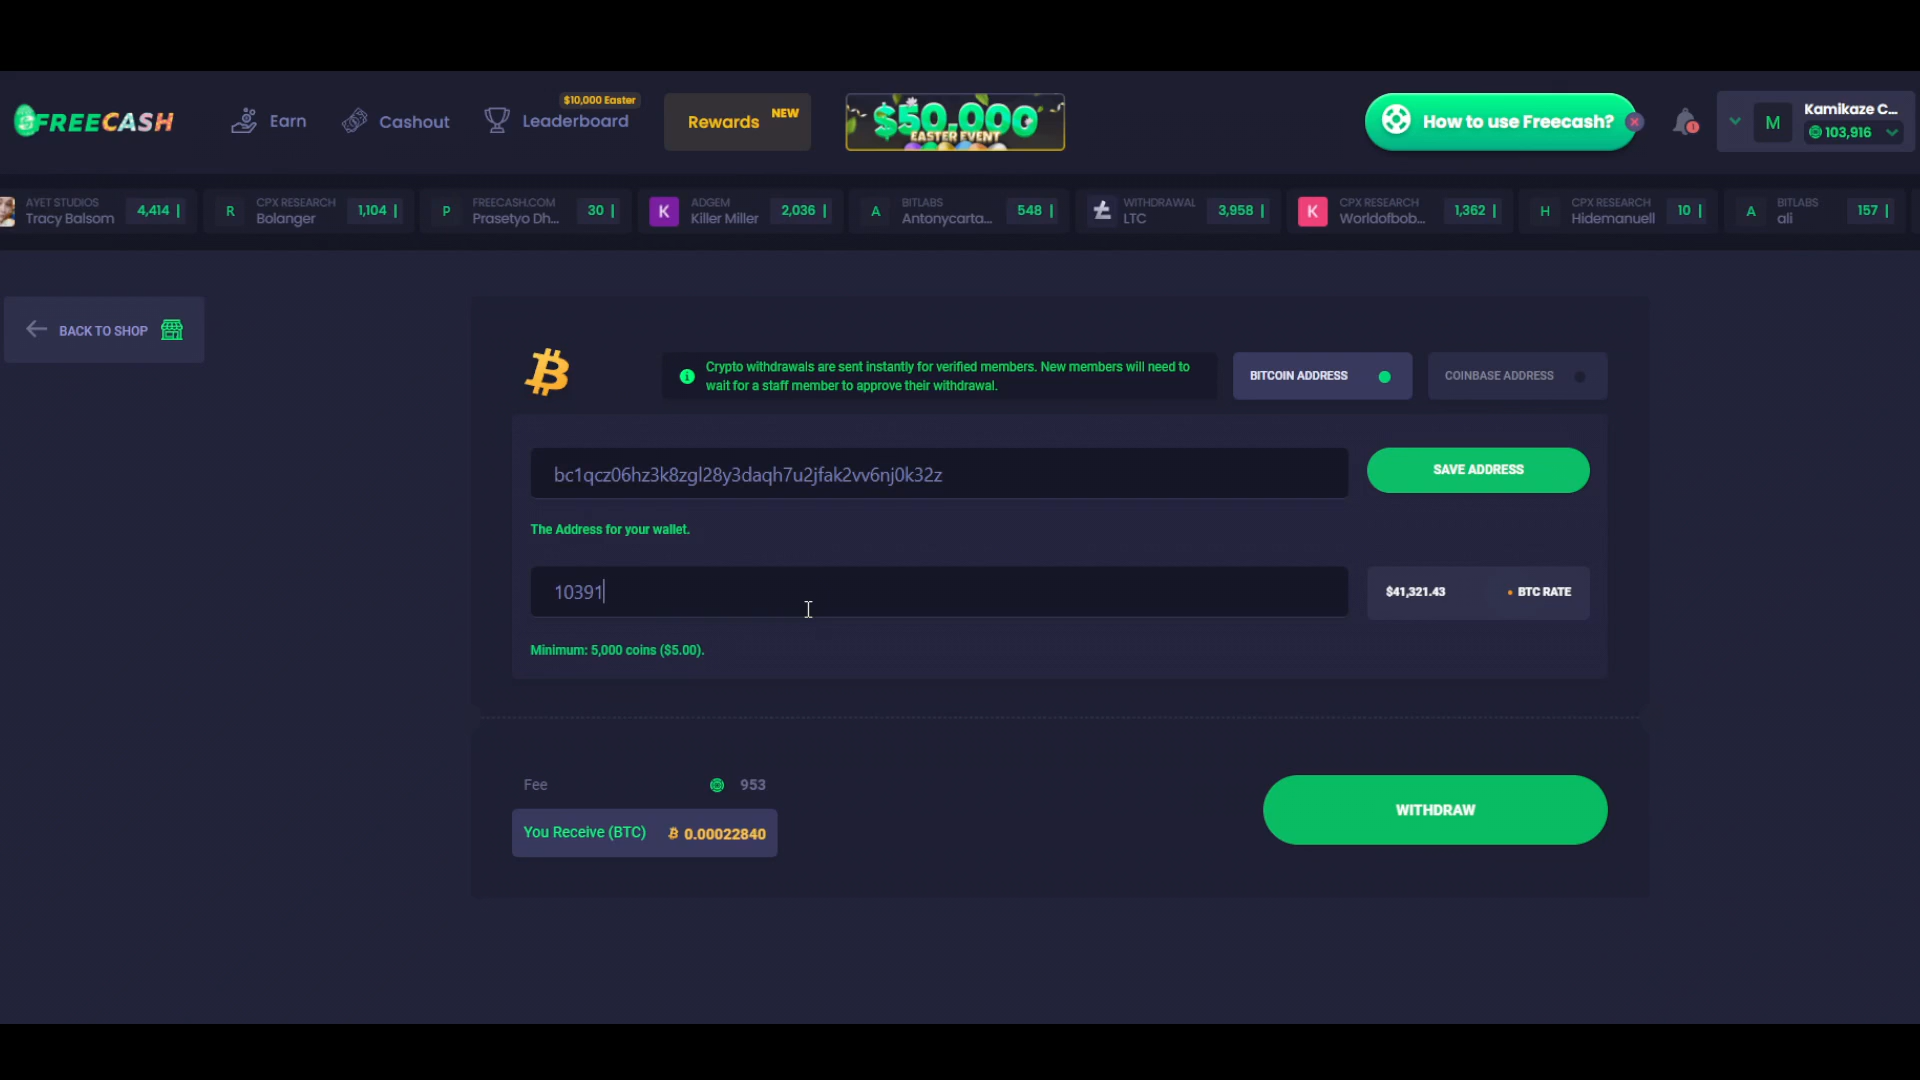 FREECASH
Earn
Cashout
$10,000 Easter
Leaderboard
Rewards NEW
$50,000
EASTER EVENT
How to use Freecash?
1
M
Kamikaze C...
103,916
AYET STUDIOS
Tracy Balsom
4,414
R
CPX RESEARCH
Bolanger
1,104
P
FREECASH.COM
Prasetyo Dh...
30
K
ADGEM
Killer Miller
2,036
A
BITLABS
Antonycarta...
548
WITHDRAWAL
LTC
3,958
K
CPX RESEARCH
Worldofbob...
1,362
H
CPX RESEARCH
Hidemanuell
10
A
BITLABS
ali
157
BACK TO SHOP
Crypto withdrawals are sent instantly for verified members. New members will need to
wait for a staff member to approve their withdrawal.
BITCOIN ADDRESS
COINBASE ADDRESS
bc1qcz06hz3k8zgl28y3daqh7u2jfak2vv6nj0k32z
SAVE ADDRESS
The Address for your wallet.
10391
$41,321.43
BTC RATE
Minimum: 5,000 coins ($5.00).
Fee 953
You Receive (BTC) 0.00022840
WITHDRAW